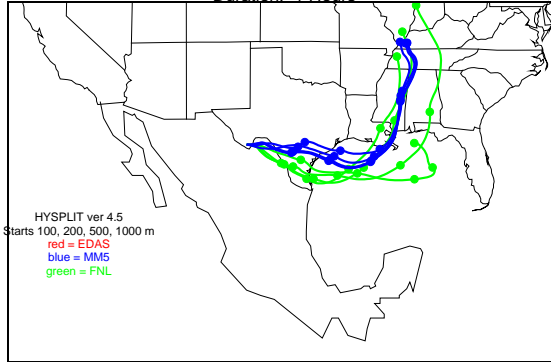 HYSPLIT ver 4.5
Starts 100, 200, 500, 1000 m
red = EDAS
blue = MM5
green = FNL